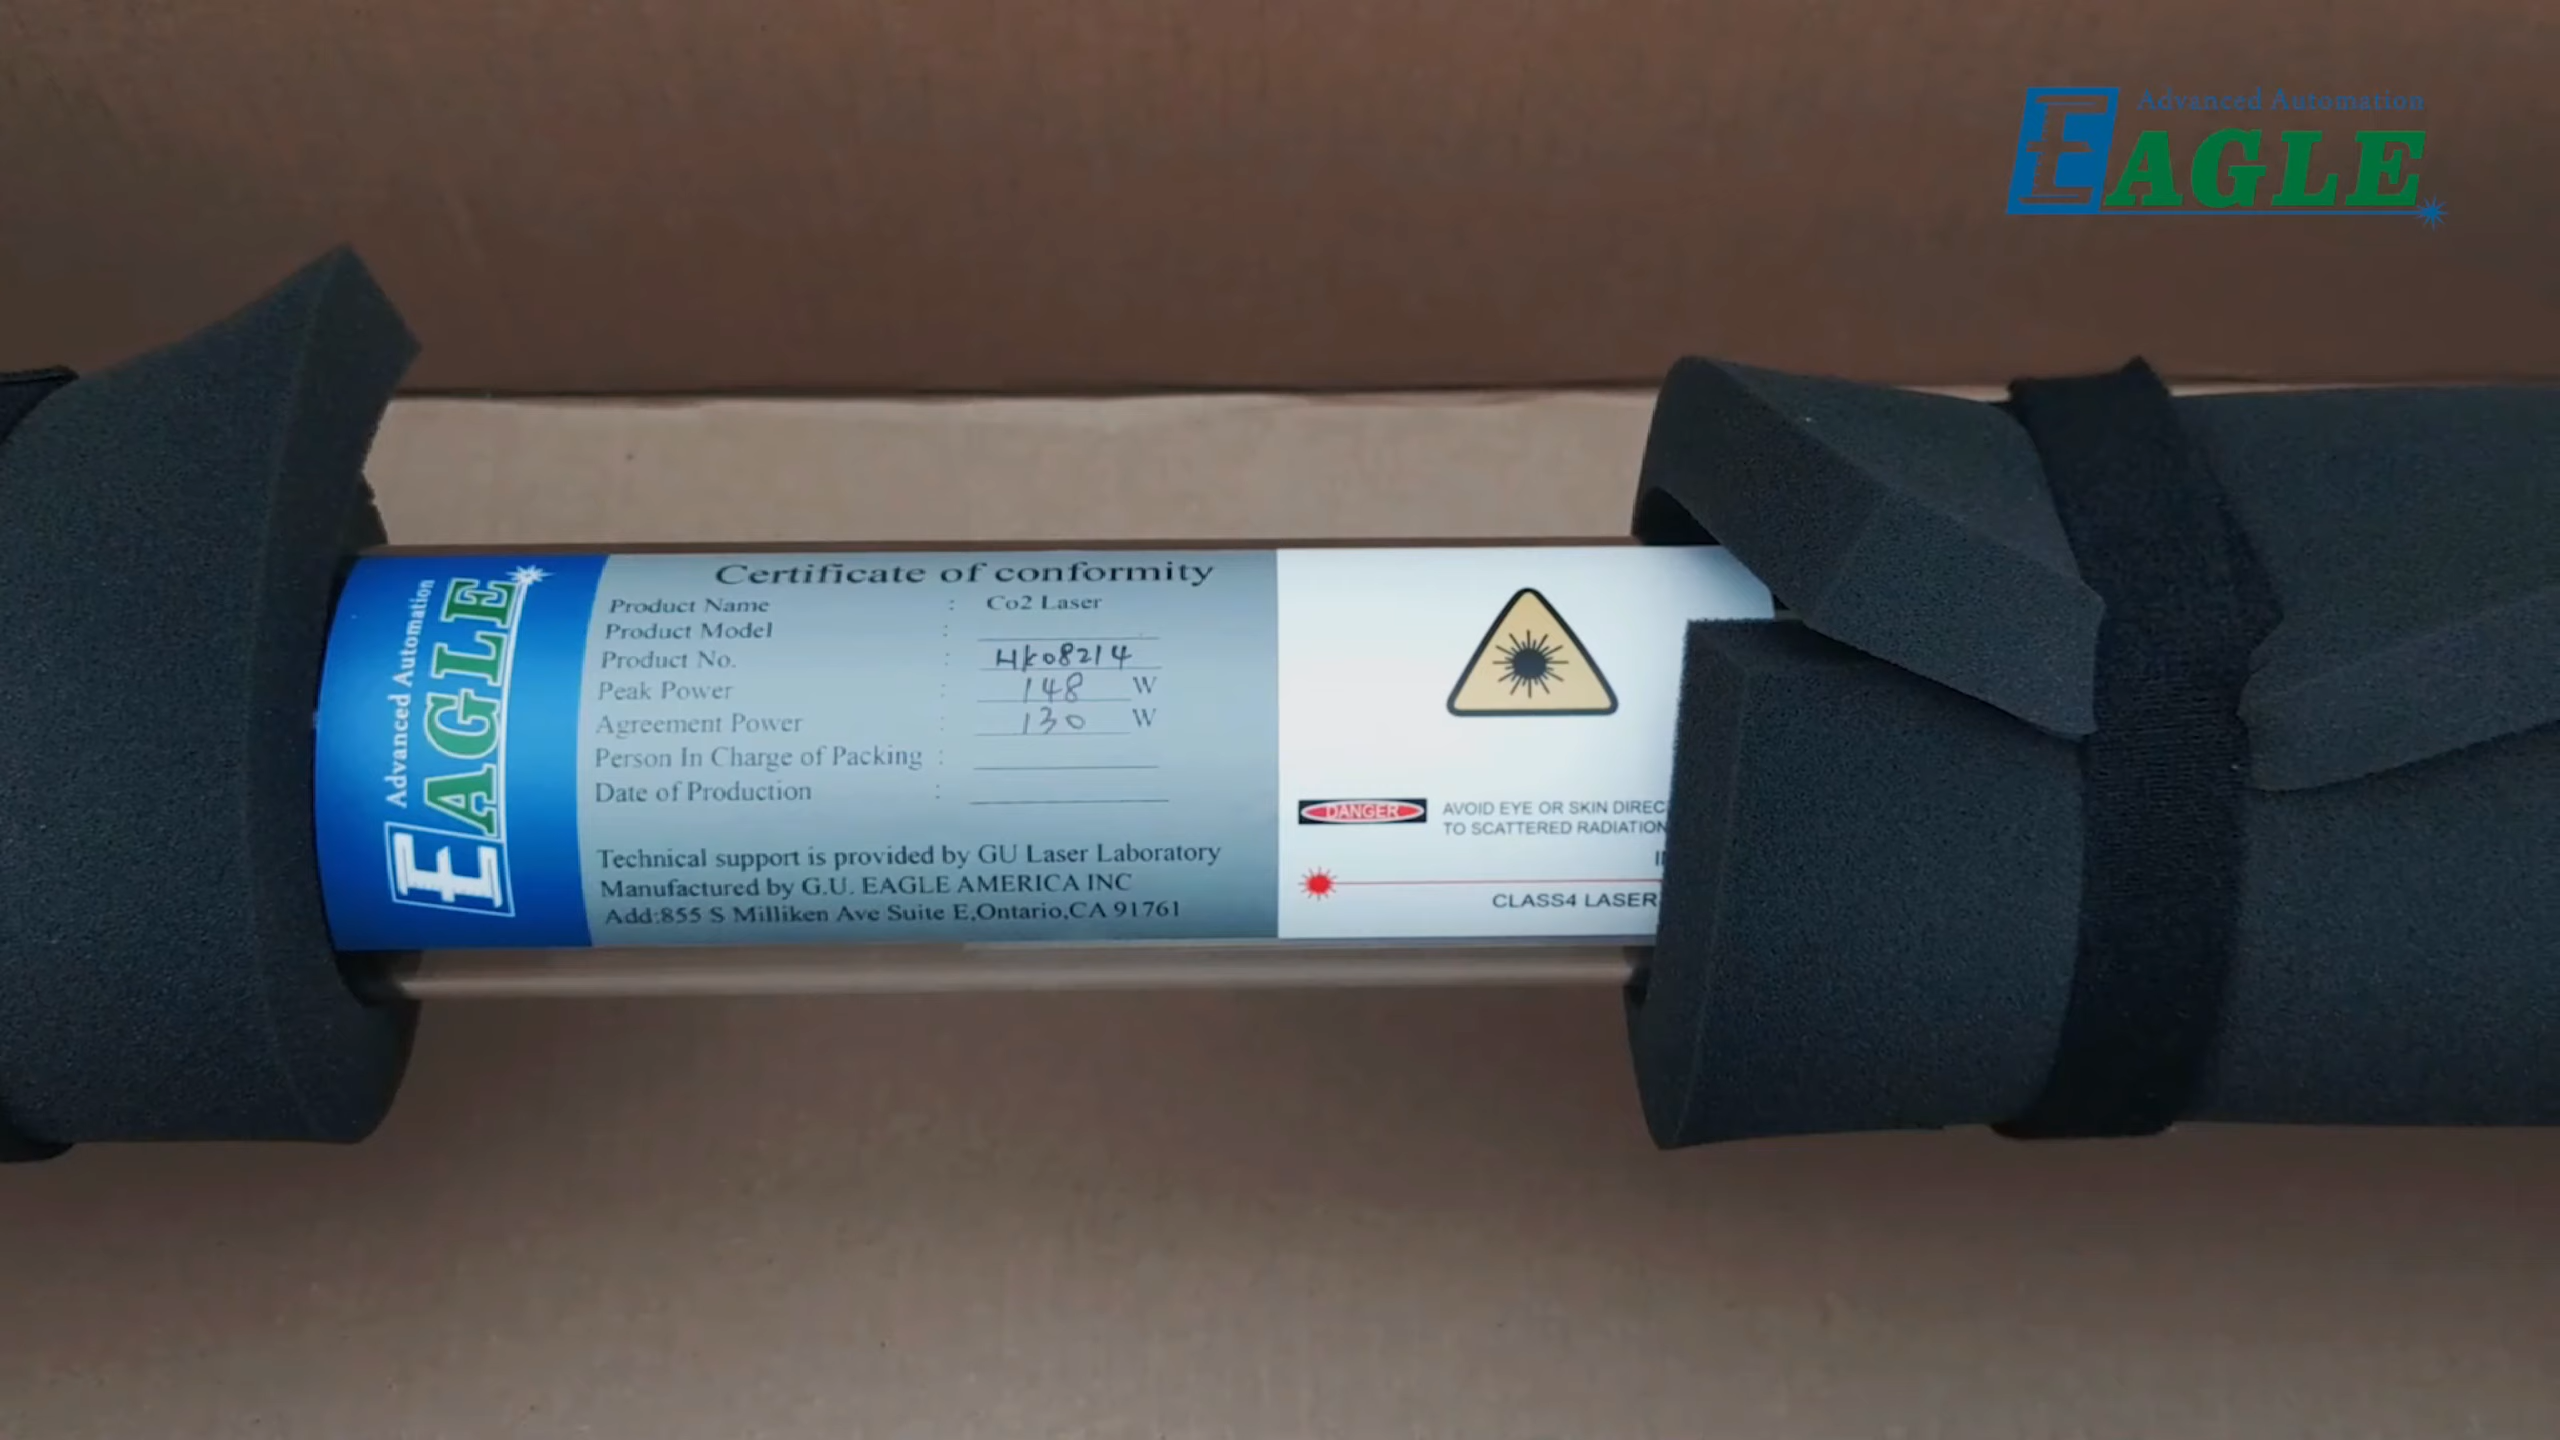 Advanced Automation
EAGLE
Advanced Automation
EAGLE
Certificate of conformity
Product Name : Co2 Laser
Product Model :
Product No. : HK08214
Peak Power : 148 W
Agreement Power : 130 W
Person In Charge of Packing :
Date of Production :
Technical support is provided by GU Laser Laboratory
Manufactured by G.U. EAGLE AMERICA INC
Add:855 S Milliken Ave Suite E,Ontario,CA 91761
DANGER
AVOID EYE OR SKIN
TO SCATTERED RADIATION
CLASS4 LASER